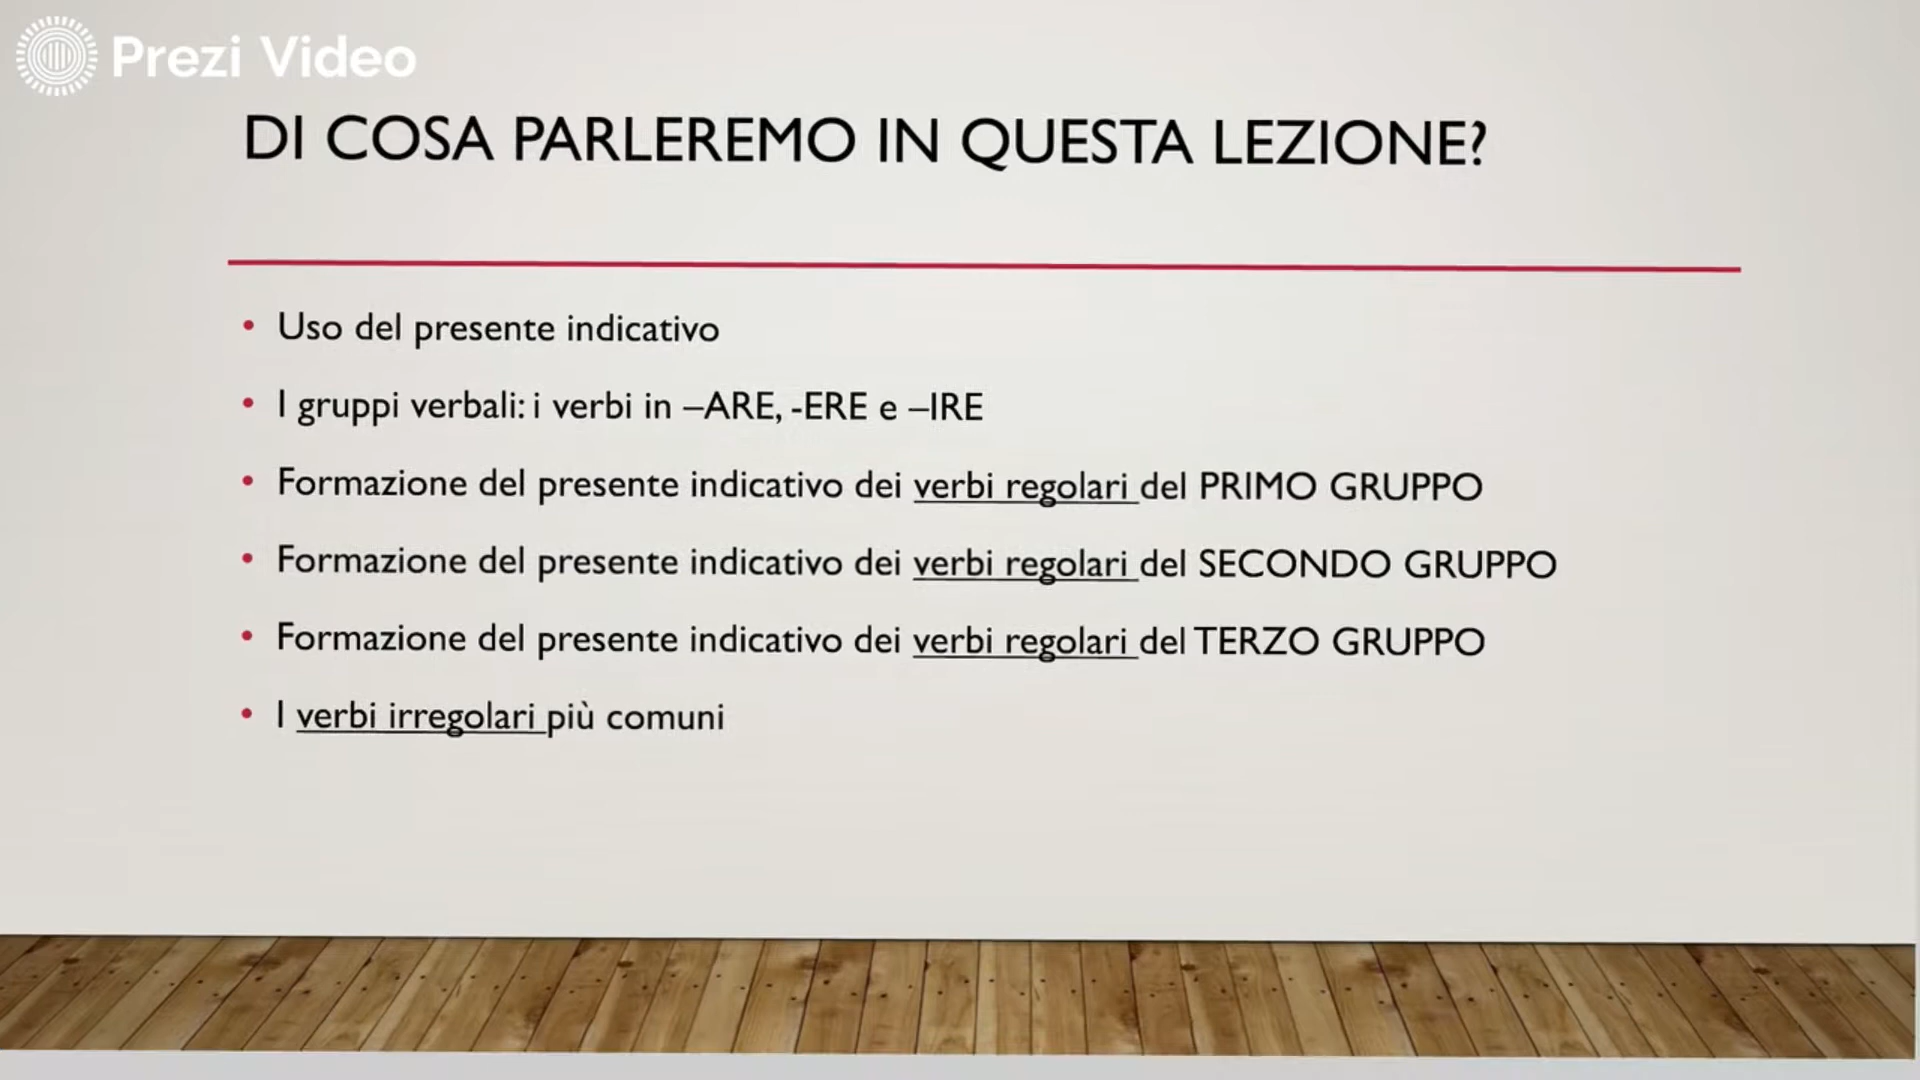 Prezi Video
DI COSA PARLEREMO IN QUESTA LEZIONE?
• Uso del presente indicativo
• I gruppi verbali: i verbi in –ARE, -ERE e –IRE
• Formazione del presente indicativo dei verbi regolari del PRIMO GRUPPO
• Formazione del presente indicativo dei verbi regolari del SECONDO GRUPPO
• Formazione del presente indicativo dei verbi regolari del TERZO GRUPPO
• I verbi irregolari più comuni